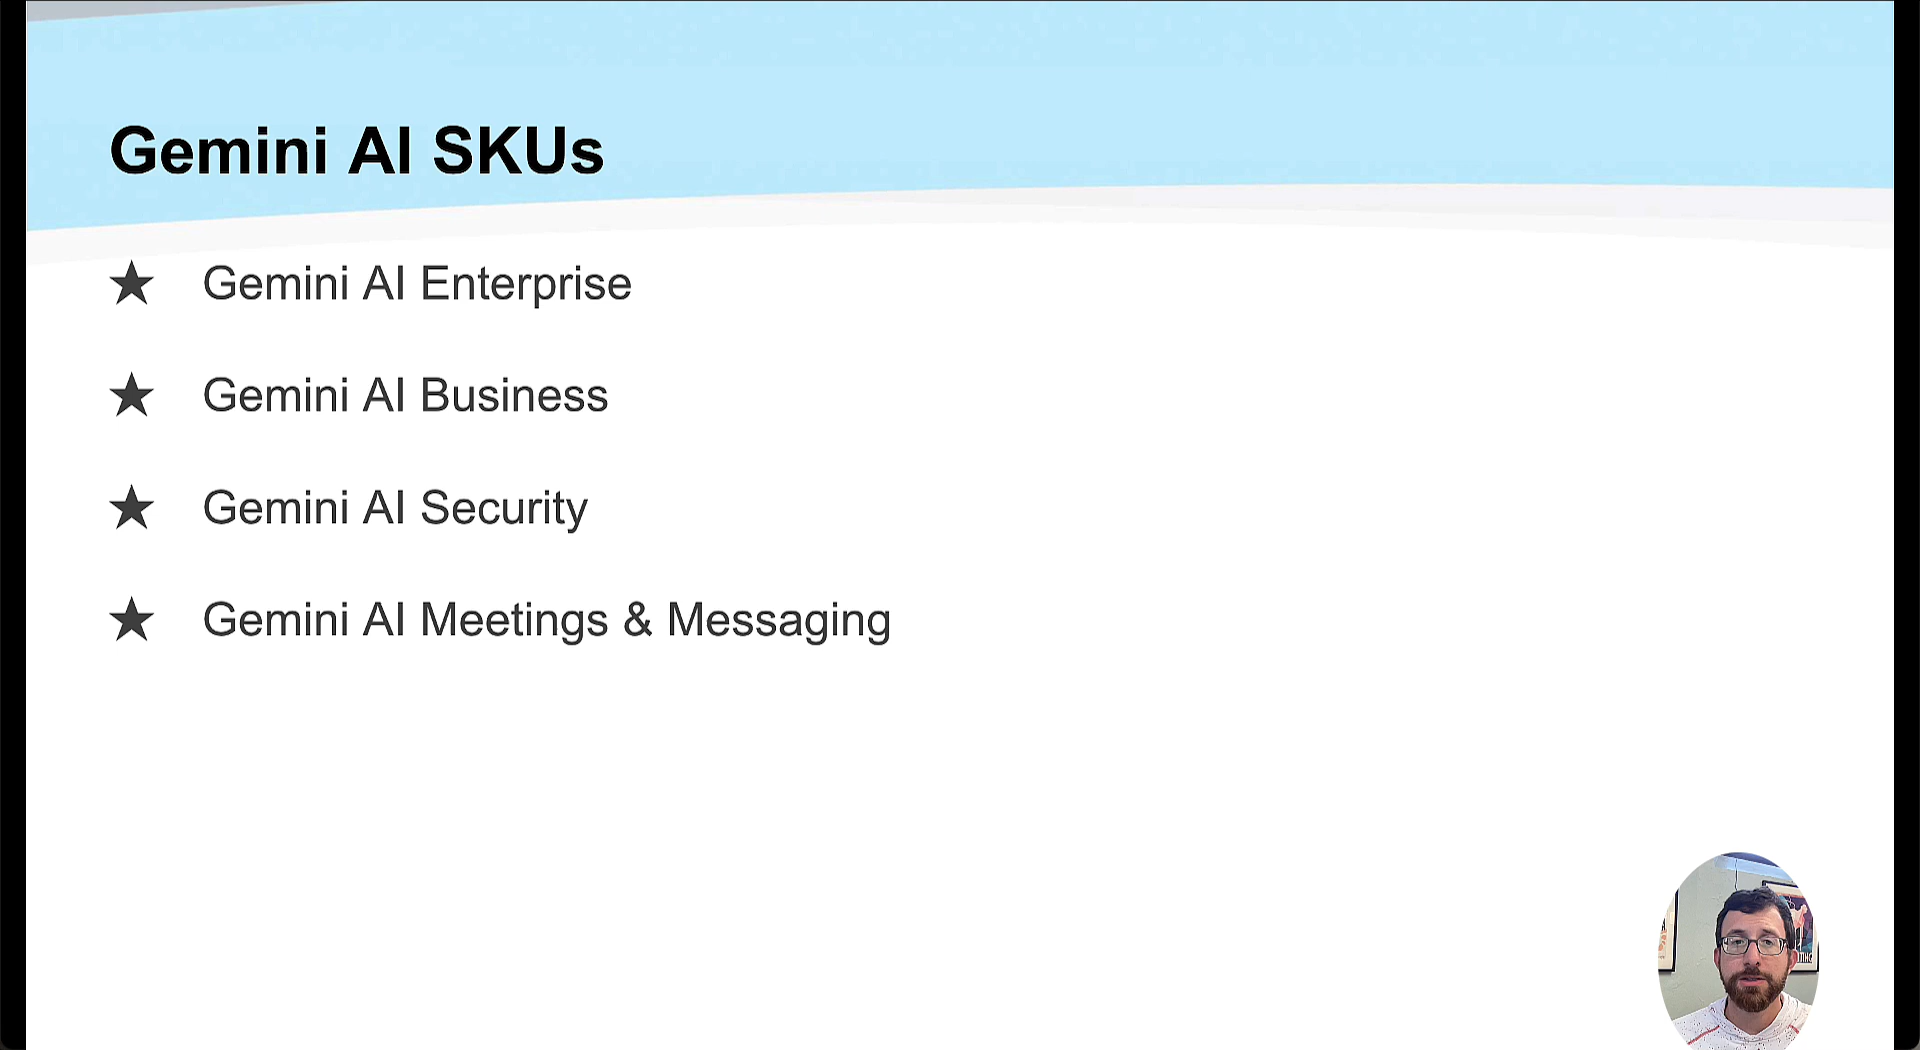 Gemini AI SKUs
★ Gemini AI Enterprise
★ Gemini AI Business
★ Gemini AI Security
★ Gemini AI Meetings & Messaging